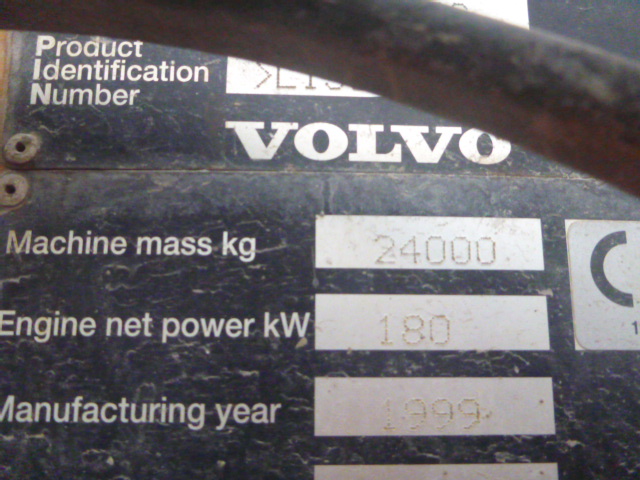 Product
Identification
Number
VOLVO
Machine mass kg 24000
Engine net power kW 180
Manufacturing year 1999